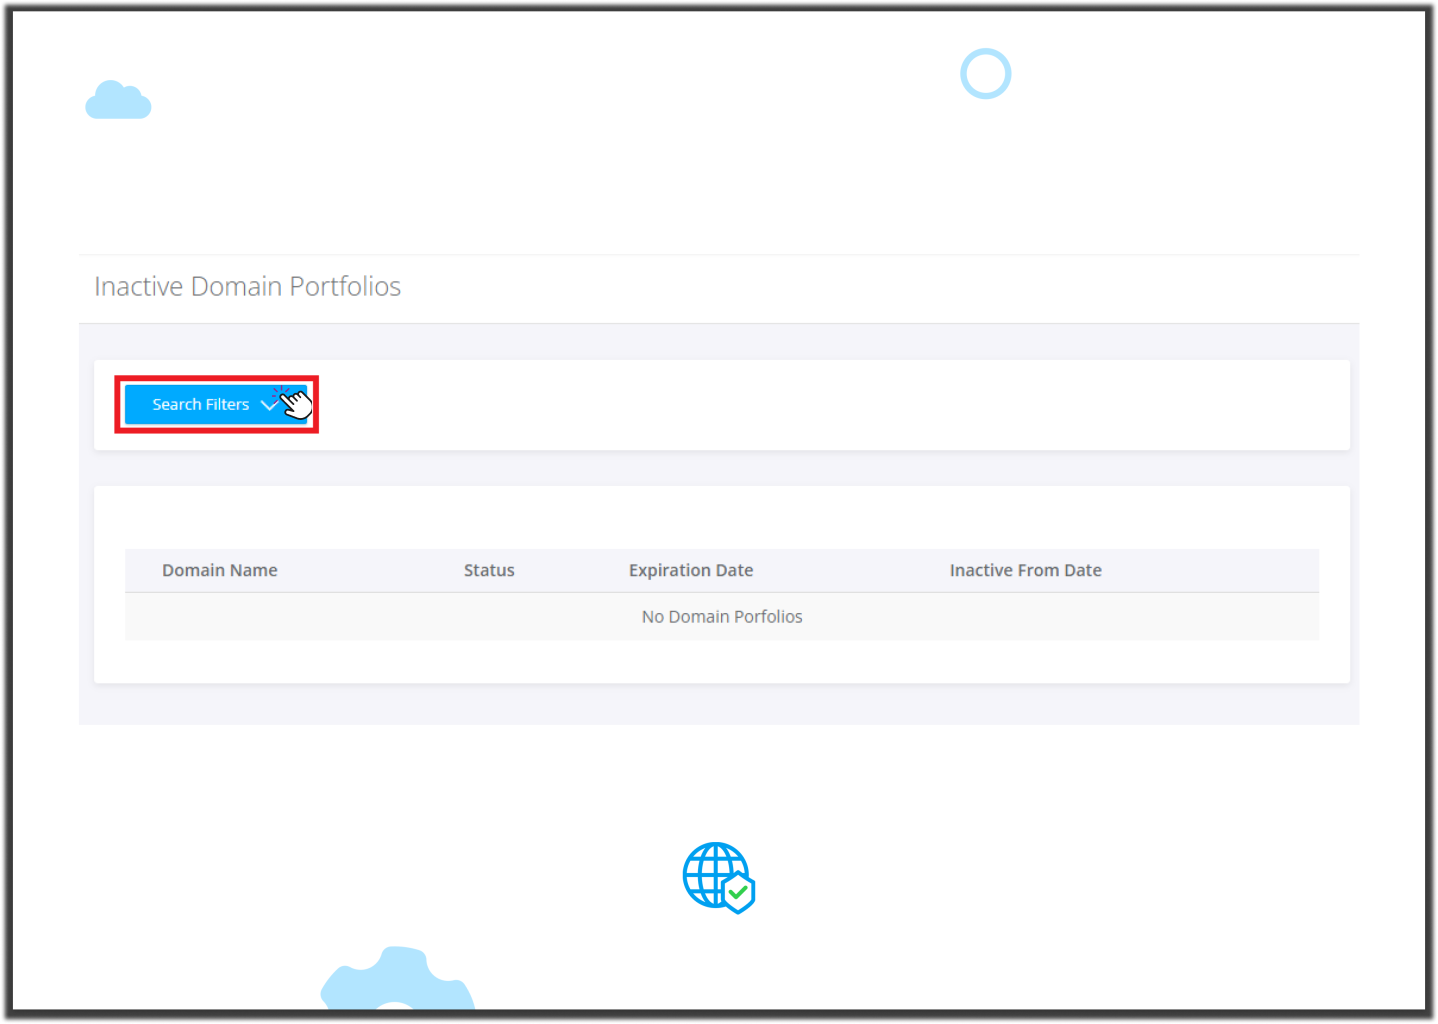 Inactive Domain Portfolios
Search Filters
Domain Name Status Expiration Date Inactive From Date
No Domain Porfolios